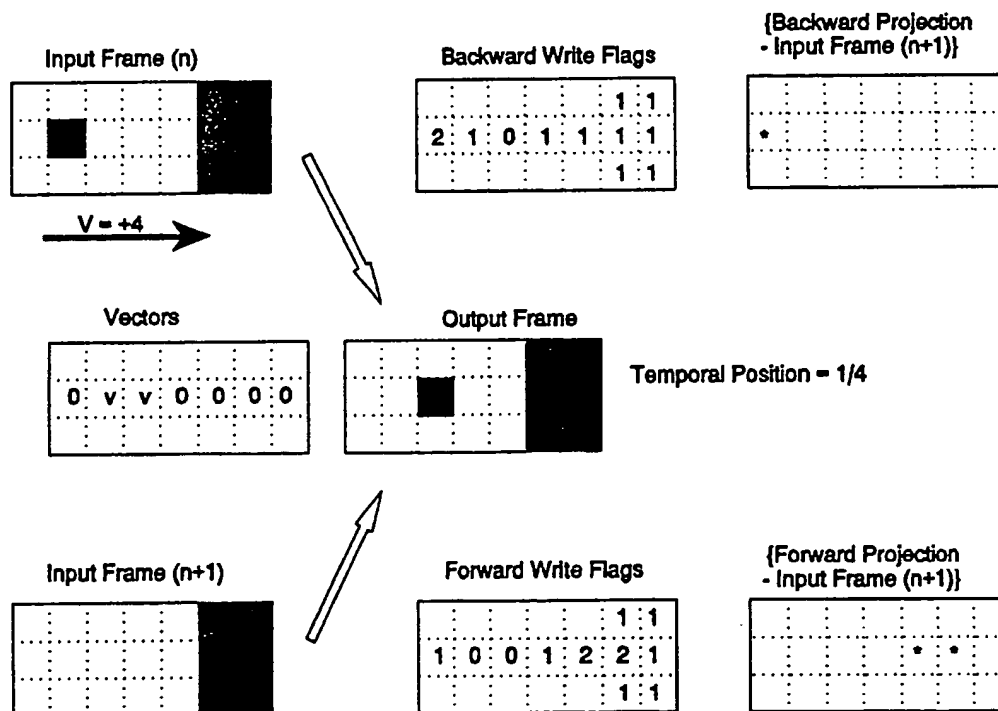 Input Frame (n)
Backward Write Flags
{Backward Projection
- Input Frame (n+1)}
1 1
2 1 0 1 1 1 1
1 1
*
V = +4
Vectors
Output Frame
0 v v 0 0 0 0
Temporal Position = 1/4
Input Frame (n+1)
Forward Write Flags
{Forward Projection
- Input Frame (n+1)}
1 1
1 0 0 1 2 2 1
1 1
* *